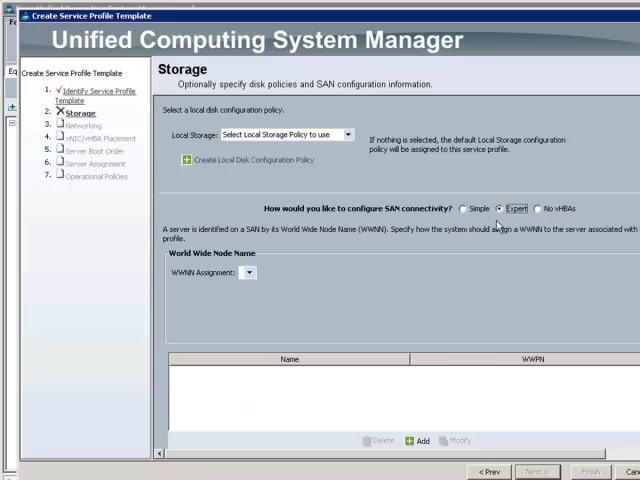 Create Service Profile Template
Unified Computing System Manager
Create Service Profile Template
1. Identify Service Profile
Template
2. Storage
3. Networking
4. vNIC/vHBA Placement
5. Server Boot Order
6. Server Assignment
7. Operational Policies
Storage
Optionally specify disk policies and SAN configuration information.
Select a local disk configuration policy.
Local Storage: Select Local Storage Policy to use
If nothing is selected, the default Local Storage configuration
policy will be assigned to this service profile.
Create Local Disk Configuration Policy
How would you like to configure SAN connectivity? Simple Expert No vHBAs
A server is identified on a SAN by its World Wide Node Name (WWNN). Specify how the system should assign a WWNN to the server associated with
profile.
World Wide Node Name
WWNN Assignment:
Name WWPN
Delete Add Modify
< Prev Next > Finish Can